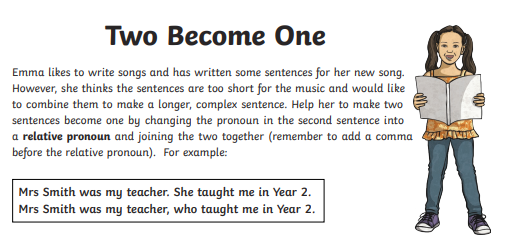 Two Become One
Emma likes to write songs and has written some sentences for her new song.
However, she thinks the sentences are too short for the music and would like
to combine them to make a longer, complex sentence. Help her to make two
sentences become one by changing the pronoun in the second sentence into
a relative pronoun and joining the two together (remember to add a comma
before the relative pronoun). For example:
Mrs Smith was my teacher. She taught me in Year 2.
Mrs Smith was my teacher, who taught me in Year 2.